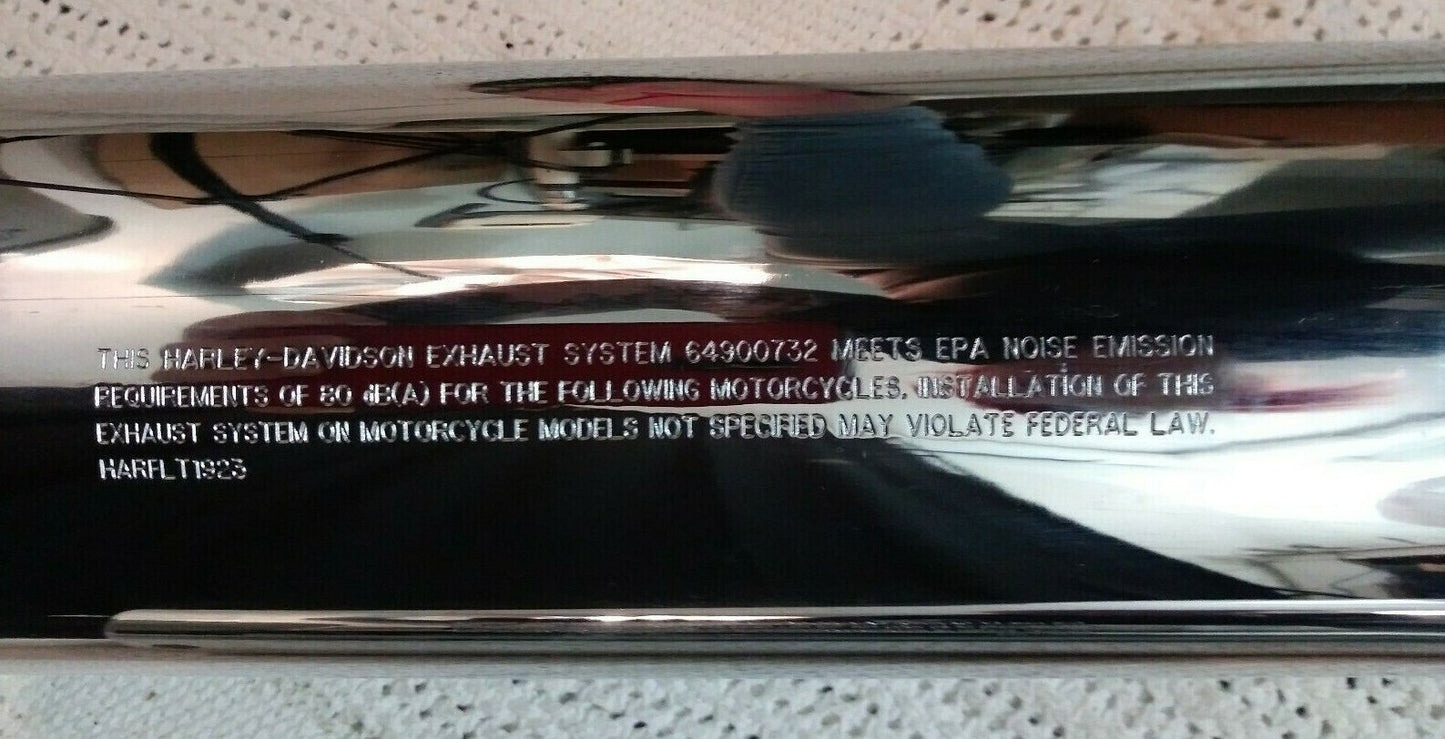 THIS HARLEY-DAVIDSON EXHAUST SYSTEM 64900732 MEETS EPA NOISE EMISSION
REQUIREMENTS OF 80 dB(A) FOR THE FOLLOWING MOTORCYCLES. INSTALLATION OF THIS
EXHAUST SYSTEM ON MOTORCYCLE MODELS NOT SPECIFIED MAY VIOLATE FEDERAL LAW.
HARFLT1923